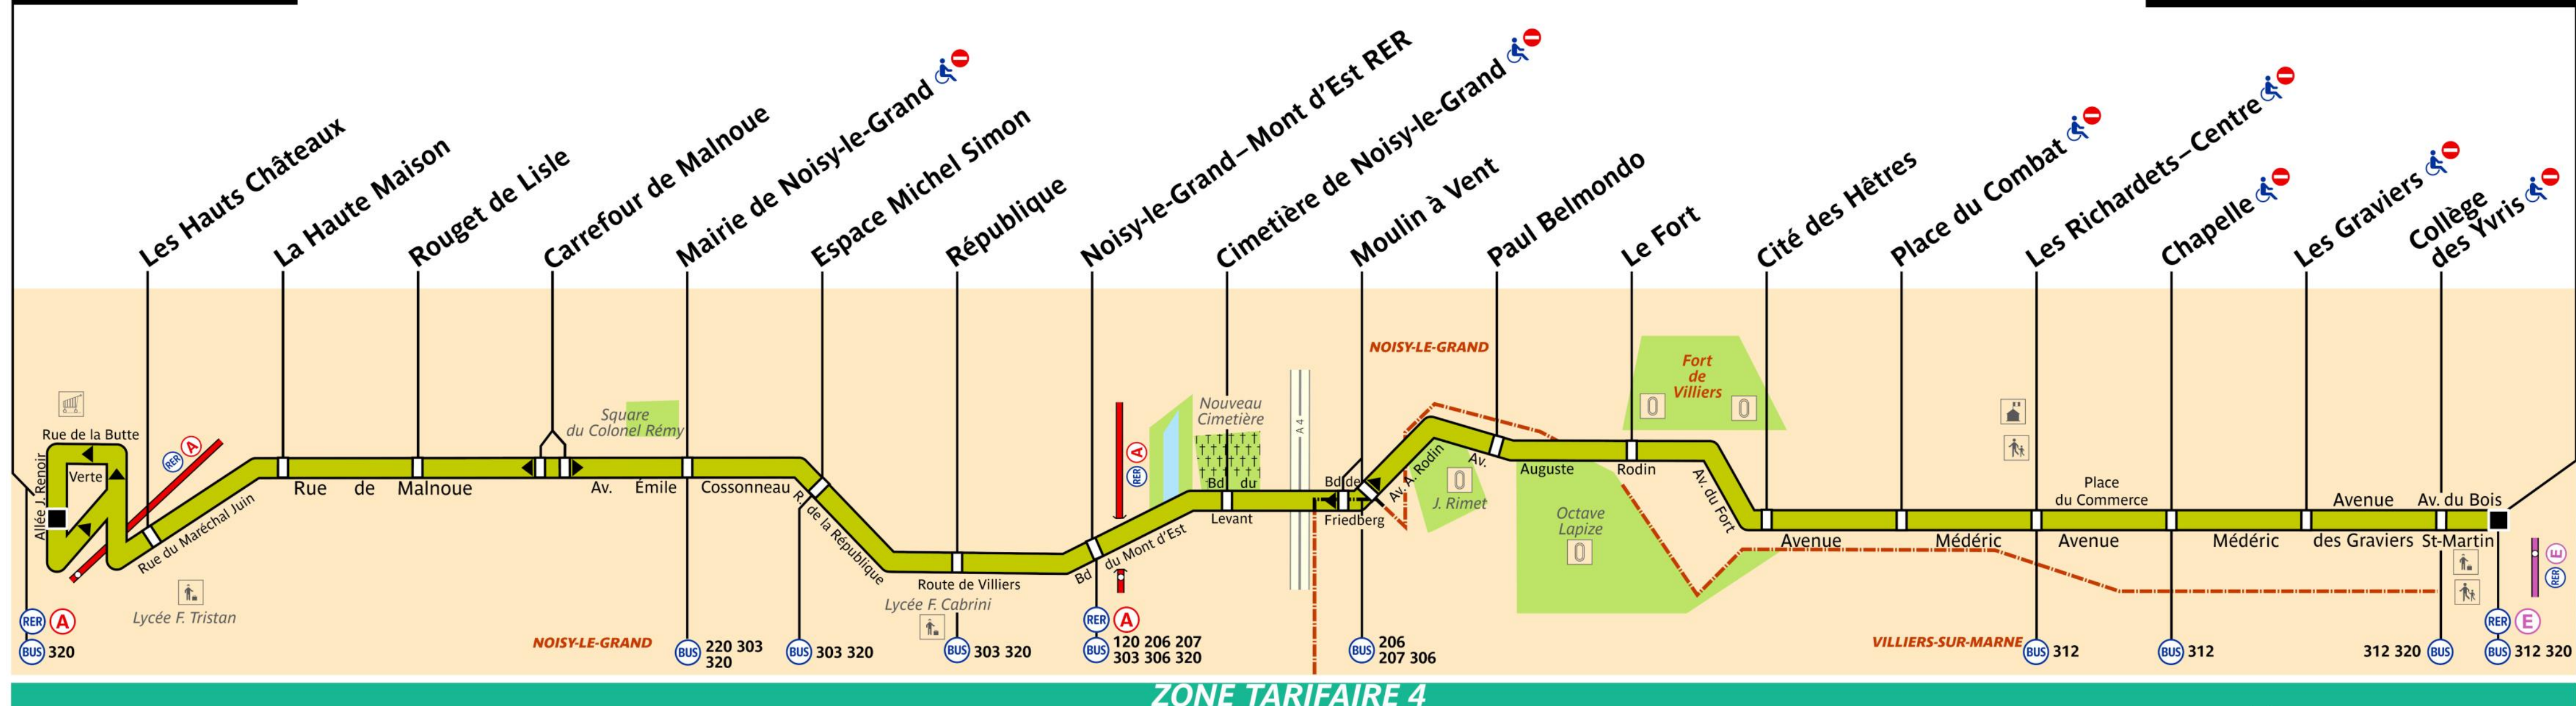 Les Hauts Châteaux
La Haute Maison
Rouget de Lisle
Carrefour de Malnoue
Mairie de Noisy-le-Grand
Espace Michel Simon
République
Noisy-le-Grand–Mont d'Est RER
Cimetière de Noisy-le-Grand
Moulin à Vent
Paul Belmondo
Le Fort
Cité des Hêtres
Place du Combat
Les Richardets–Centre
Chapelle
Les Graviers
Collège
des Yvris
Rue de la Butte
Verte
Allée J. Renoir
RER A
Rue du Maréchal Juin
Lycée F. Tristan
RER A
BUS 320
Rue de Malnoue
Square
du Colonel Rémy
Av. Émile Cossonneau
R. de la République
NOISY-LE-GRAND
BUS 220 303
320
BUS 303 320
Route de Villiers
Lycée F. Cabrini
BUS 303 320
Bd du Mont d'Est
RER A
RER A
BUS 120 206 207
303 306 320
Nouveau
Cimetière
Bd du
Levant
A 4
Bd de
Friedberg
BUS 206
207 306
NOISY-LE-GRAND
Av. A. Rodin
J. Rimet
Av. Auguste Rodin
Octave
Lapize
Fort
de
Villiers
Av. du Fort
Avenue Médéric
Place
du Commerce
Avenue Médéric
VILLIERS-SUR-MARNE
BUS 312
BUS 312
Avenue
des Graviers
Av. du Bois
St-Martin
312 320 BUS
RER E
RER E
BUS 312 320
ZONE TARIFAIRE 4